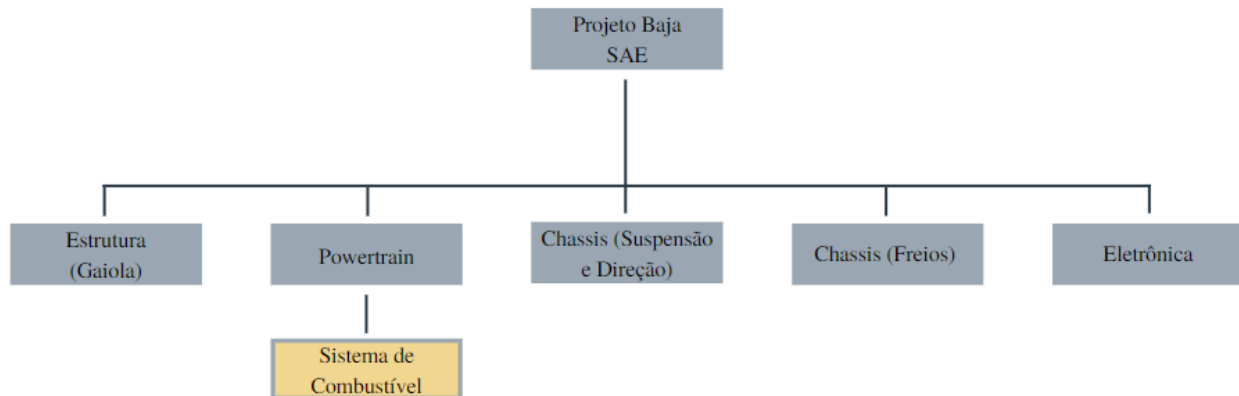 Projeto Baja
SAE
Estrutura
(Gaiola)
Powertrain
Chassis (Suspensão
e Direção)
Chassis (Freios)
Eletrônica
Sistema de
Combustível